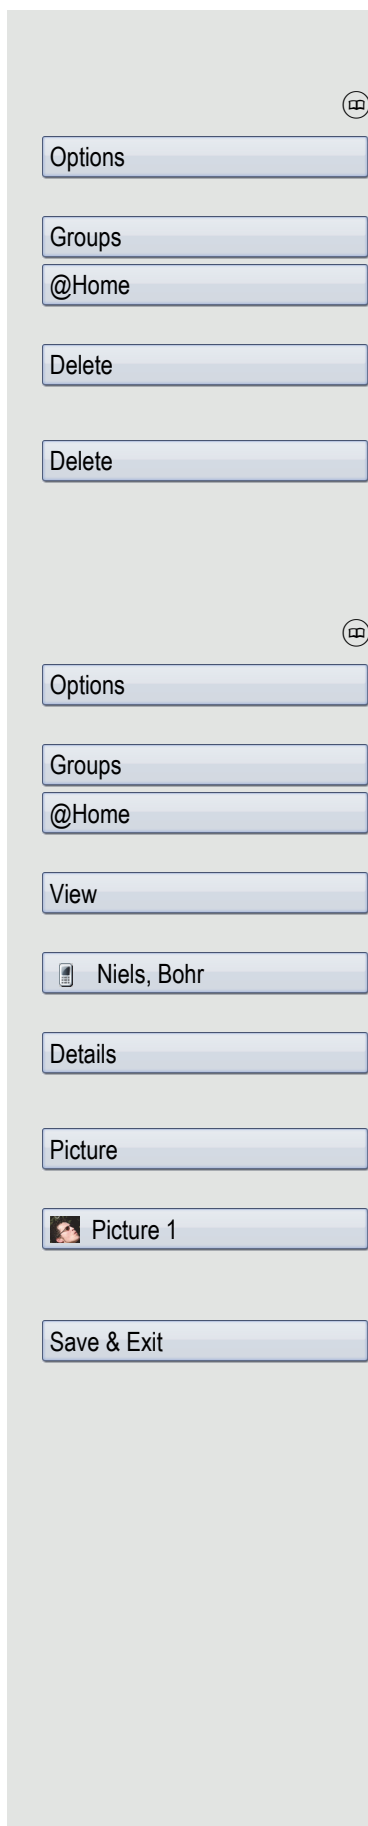 Options
Groups
@Home
Delete
Delete
Options
Groups
@Home
View
Niels, Bohr
Details
Picture
Picture 1
Save & Exit